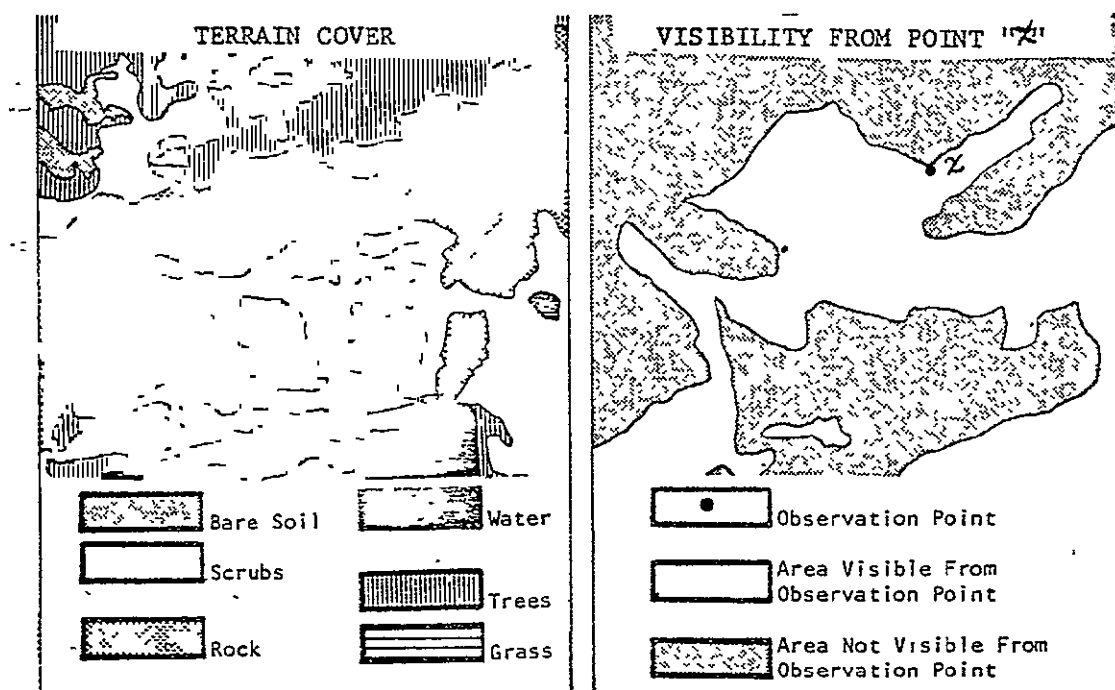 TERRAIN COVER
Bare Soil
Scrubs
Rock
Water
Trees
Grass
VISIBILITY FROM POINT "X"
X
Observation Point
Area Visible From
Observation Point
Area Not Visible From
Observation Point